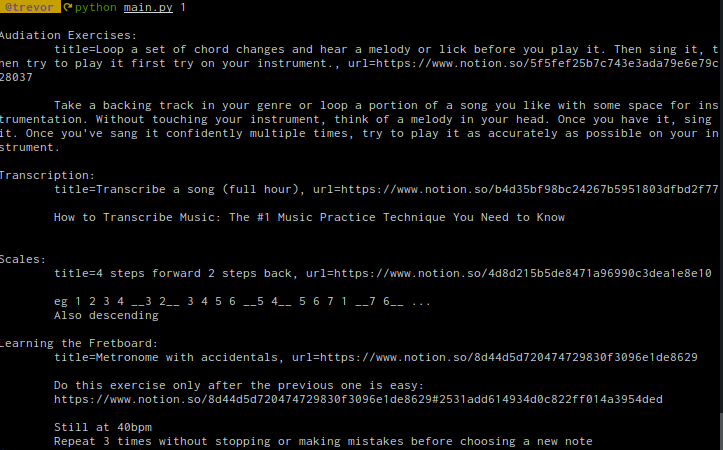 @trevor python main.py 1
Audiation Exercises:
title=Loop a set of chord changes and hear a melody or lick before you play it. Then sing it, t
hen try to play it first try on your instrument., url=https://www.notion.so/5f5fef25b7c743e3ada79e6e79c
28037
Take a backing track in your genre or loop a portion of a song you like with some space for ins
trumentation. Without touching your instrument, think of a melody in your head. Once you have it, sing
it. Once you've sang it confidently multiple times, try to play it as accurately as possible on your in
strument.
Transcription:
title=Transcribe a song (full hour), url=https://www.notion.so/b4d35bf98bc24267b5951803dfbd2f77
How to Transcribe Music: The #1 Music Practice Technique You Need to Know
Scales:
title=4 steps forward 2 steps back, url=https://www.notion.so/4d8d215b5de8471a96990c3dea1e8e10
eg 1 2 3 4 __3 2__ 3 4 5 6 __5 4__ 5 6 7 1 __7 6__ ...
Also descending
Learning the Fretboard:
title=Metronome with accidentals, url=https://www.notion.so/8d44d5d720474729830f3096e1de8629
Do this exercise only after the previous one is easy:
https://www.notion.so/8d44d5d720474729830f3096e1de8629#2531add614934d0c822ff014a3954ded
Still at 40bpm
Repeat 3 times without stopping or making mistakes before choosing a new note